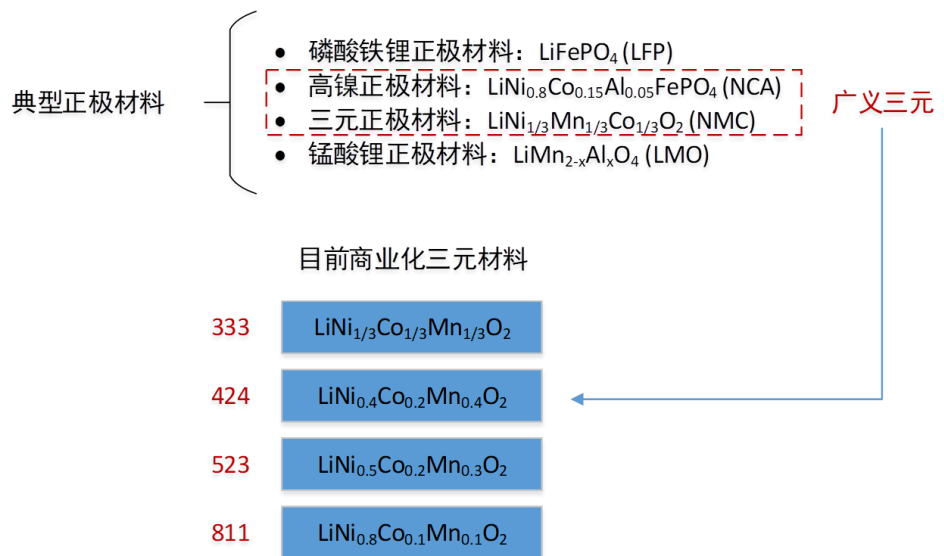 典型正极材料
• 磷酸铁锂正极材料：LiFePO₄ (LFP)
• 高镍正极材料：LiNi₀.₈Co₀.₁₅Al₀.₀₅FePO₄ (NCA)
• 三元正极材料：LiNi₁/₃Mn₁/₃Co₁/₃O₂ (NMC)
• 锰酸锂正极材料：LiMn₂₋ₓAlₓO₄ (LMO)
广义三元
目前商业化三元材料
333 LiNi₁/₃Co₁/₃Mn₁/₃O₂
424 LiNi₀.₄Co₀.₂Mn₀.₄O₂
523 LiNi₀.₅Co₀.₂Mn₀.₃O₂
811 LiNi₀.₈Co₀.₁Mn₀.₁O₂